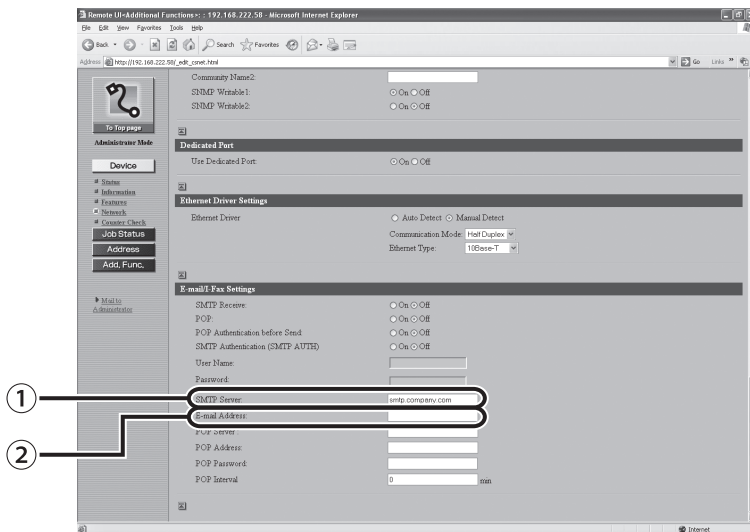 Remote UI<Additional Functions>: : 192.168.222.58 - Microsoft Internet Explorer
File Edit View Favorites Tools Help
Back Search Favorites
Address http://192.168.222.58/_edit_csnet.html Go Links »
Community Name2:
SNMP Writable1: On Off
SNMP Writable2: On Off
To Top page
Administrator Mode
Dedicated Port
Use Dedicated Port: On Off
Device
Status
Information
Features
Network
Counter Check
Job Status
Address
Add. Func.
Mail to
Administrator
Ethernet Driver Settings
Ethernet Driver Auto Detect Manual Detect
Communication Mode: Half Duplex
Ethernet Type: 10Base-T
E-mail/I-Fax Settings
SMTP Receive: On Off
POP: On Off
POP Authentication before Send: On Off
SMTP Authentication (SMTP AUTH) On Off
User Name:
Password:
1 SMTP Server: smtp.company.com
2 E-mail Address:
POP Server:
POP Address:
POP Password:
POP Interval 0 min
Internet